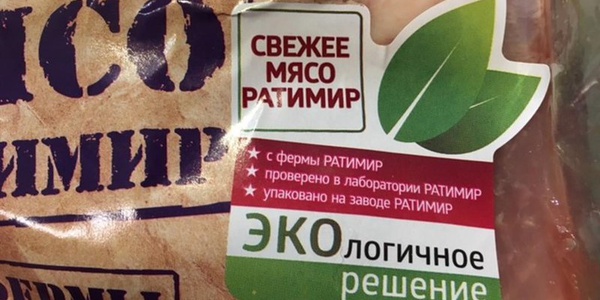 СВЕЖЕЕ
МЯСО
РАТИМИР
★ с фермы РАТИМИР
★ проверено в лаборатории РАТИМИР
★ упаковано на заводе РАТИМИР
ЭКОлогичное
решение